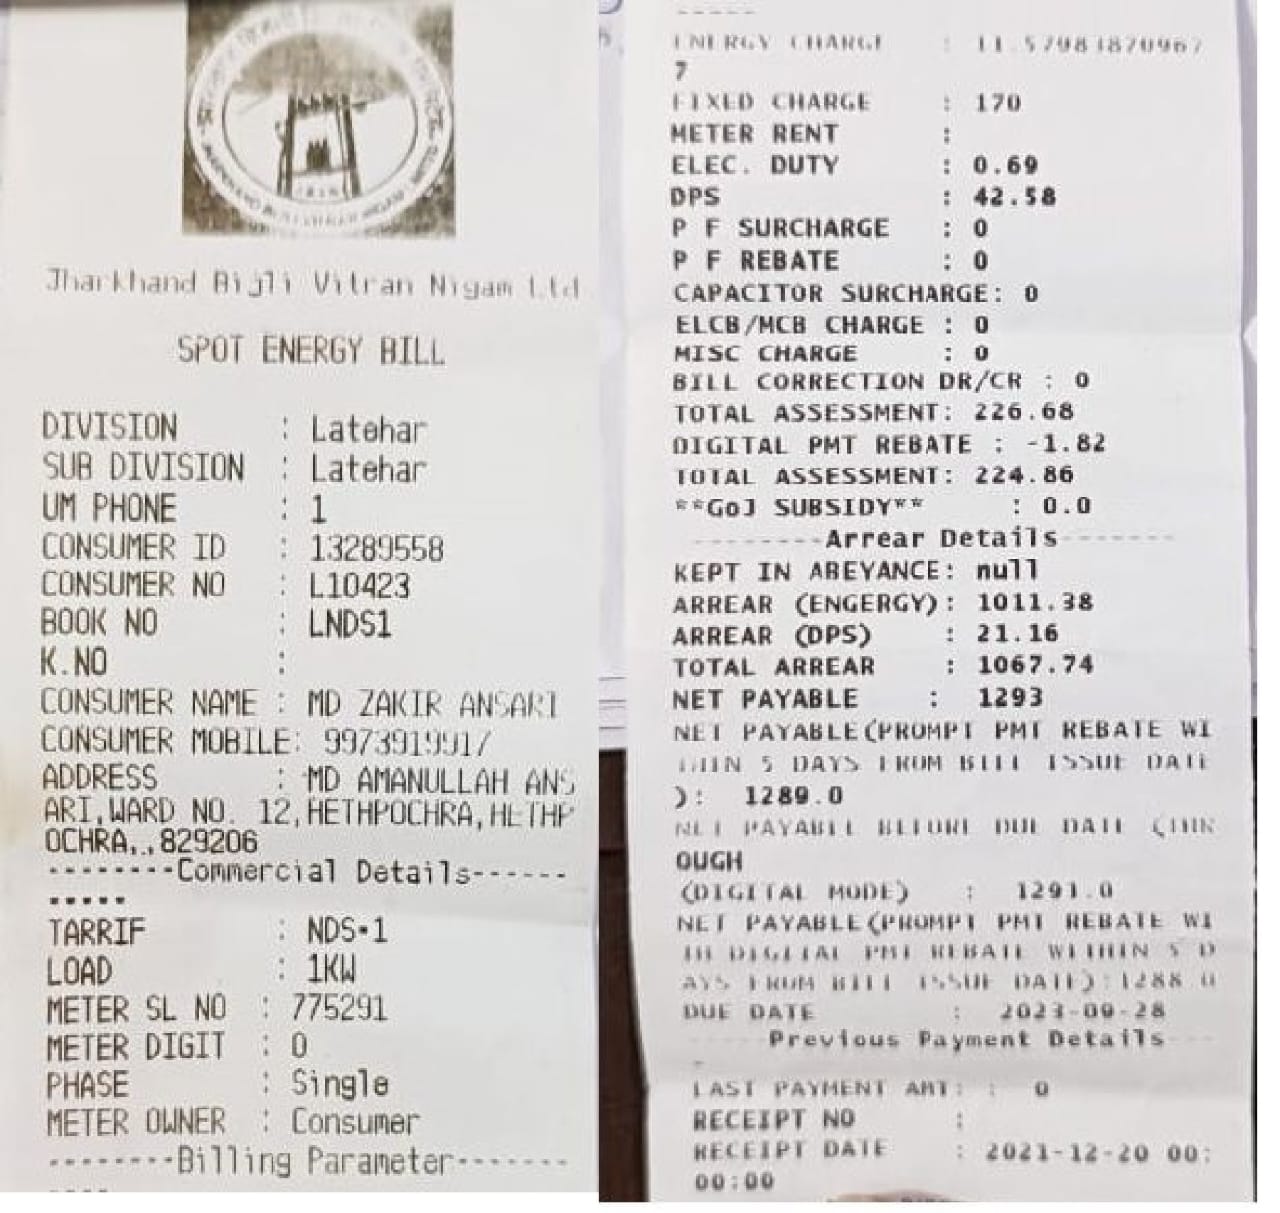 Jharkhand Bijli Vitran Nigam Ltd
SPOT ENERGY BILL
DIVISION : Latehar
SUB DIVISION : Latehar
UM PHONE : 1
CONSUMER ID : 13289558
CONSUMER NO : L10423
BOOK NO : LNDS1
K.NO :
CONSUMER NAME : MD ZAKIR ANSARI
CONSUMER MOBILE: 9973919917
ADDRESS : MD AMANULLAH ANS
ARI,WARD NO. 12,HETHPOCHRA,HETHP
OCHRA,,829206
--------Commercial Details------
-----
TARRIF : NDS-1
LOAD : 1KW
METER SL NO : 775291
METER DIGIT : 0
PHASE : Single
METER OWNER : Consumer
--------Billing Parameter-------
----
-----
ENERGY CHARGE : 11.57983870967
7
FIXED CHARGE : 170
METER RENT :
ELEC. DUTY : 0.69
DPS : 42.58
P F SURCHARGE : 0
P F REBATE : 0
CAPACITOR SURCHARGE: 0
ELCB/MCB CHARGE : 0
MISC CHARGE : 0
BILL CORRECTION DR/CR : 0
TOTAL ASSESSMENT: 226.68
DIGITAL PMT REBATE : -1.82
TOTAL ASSESSMENT: 224.86
**GoJ SUBSIDY** : 0.0
--------Arrear Details-------
KEPT IN ABEYANCE: null
ARREAR (ENGERGY): 1011.38
ARREAR (DPS) : 21.16
TOTAL ARREAR : 1067.74
NET PAYABLE : 1293
NET PAYABLE(PROMPT PMT REBATE WI
THIN 5 DAYS FROM BILL ISSUE DATE
): 1289.0
NET PAYABLE BEFORE DUE DATE (THR
OUGH
(DIGITAL MODE) : 1291.0
NET PAYABLE(PROMPT PMT REBATE WI
TH DIGITAL PMT REBATE WITHIN 5 D
AYS FROM BILL ISSUE DATE):1288.0
DUE DATE : 2023-09-28
-----Previous Payment Details---
-
LAST PAYMENT AMT: : 0
RECEIPT NO :
RECEIPT DATE : 2021-12-20 00:
00:00